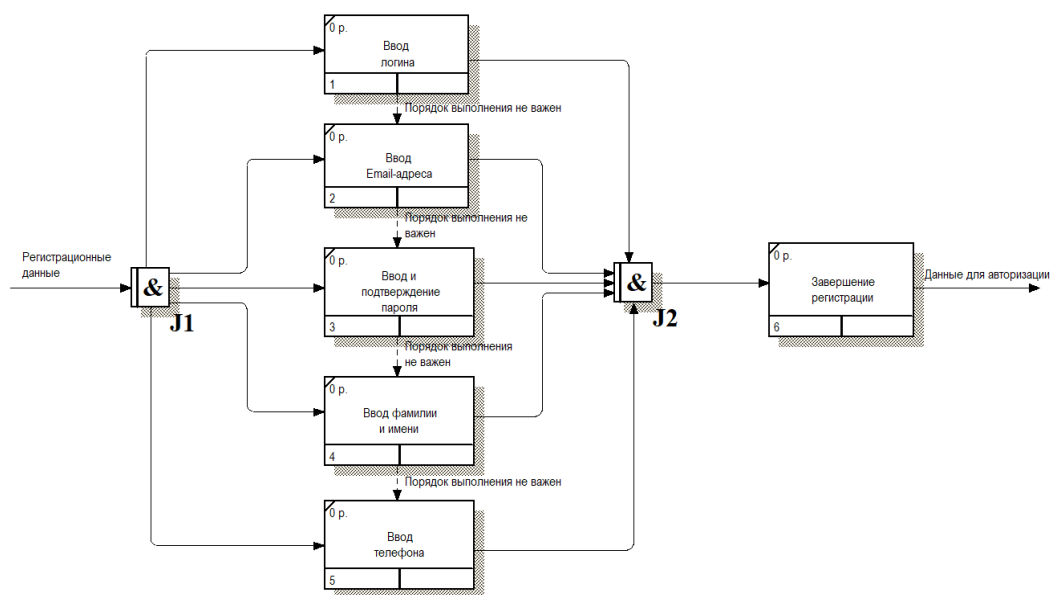 0 р.
Ввод
логина
1
Порядок выполнения не важен
0 р.
Ввод
Email-адреса
2
Порядок выполнения не
важен
Регистрационные
данные
&
J1
0 р.
Ввод и
подтверждение
пароля
3
Порядок выполнения
не важен
0 р.
Ввод фамилии
и имени
4
Порядок выполнения не важен
0 р.
Ввод
телефона
5
&
J2
0 р.
Завершение
регистрации
6
Данные для авторизации